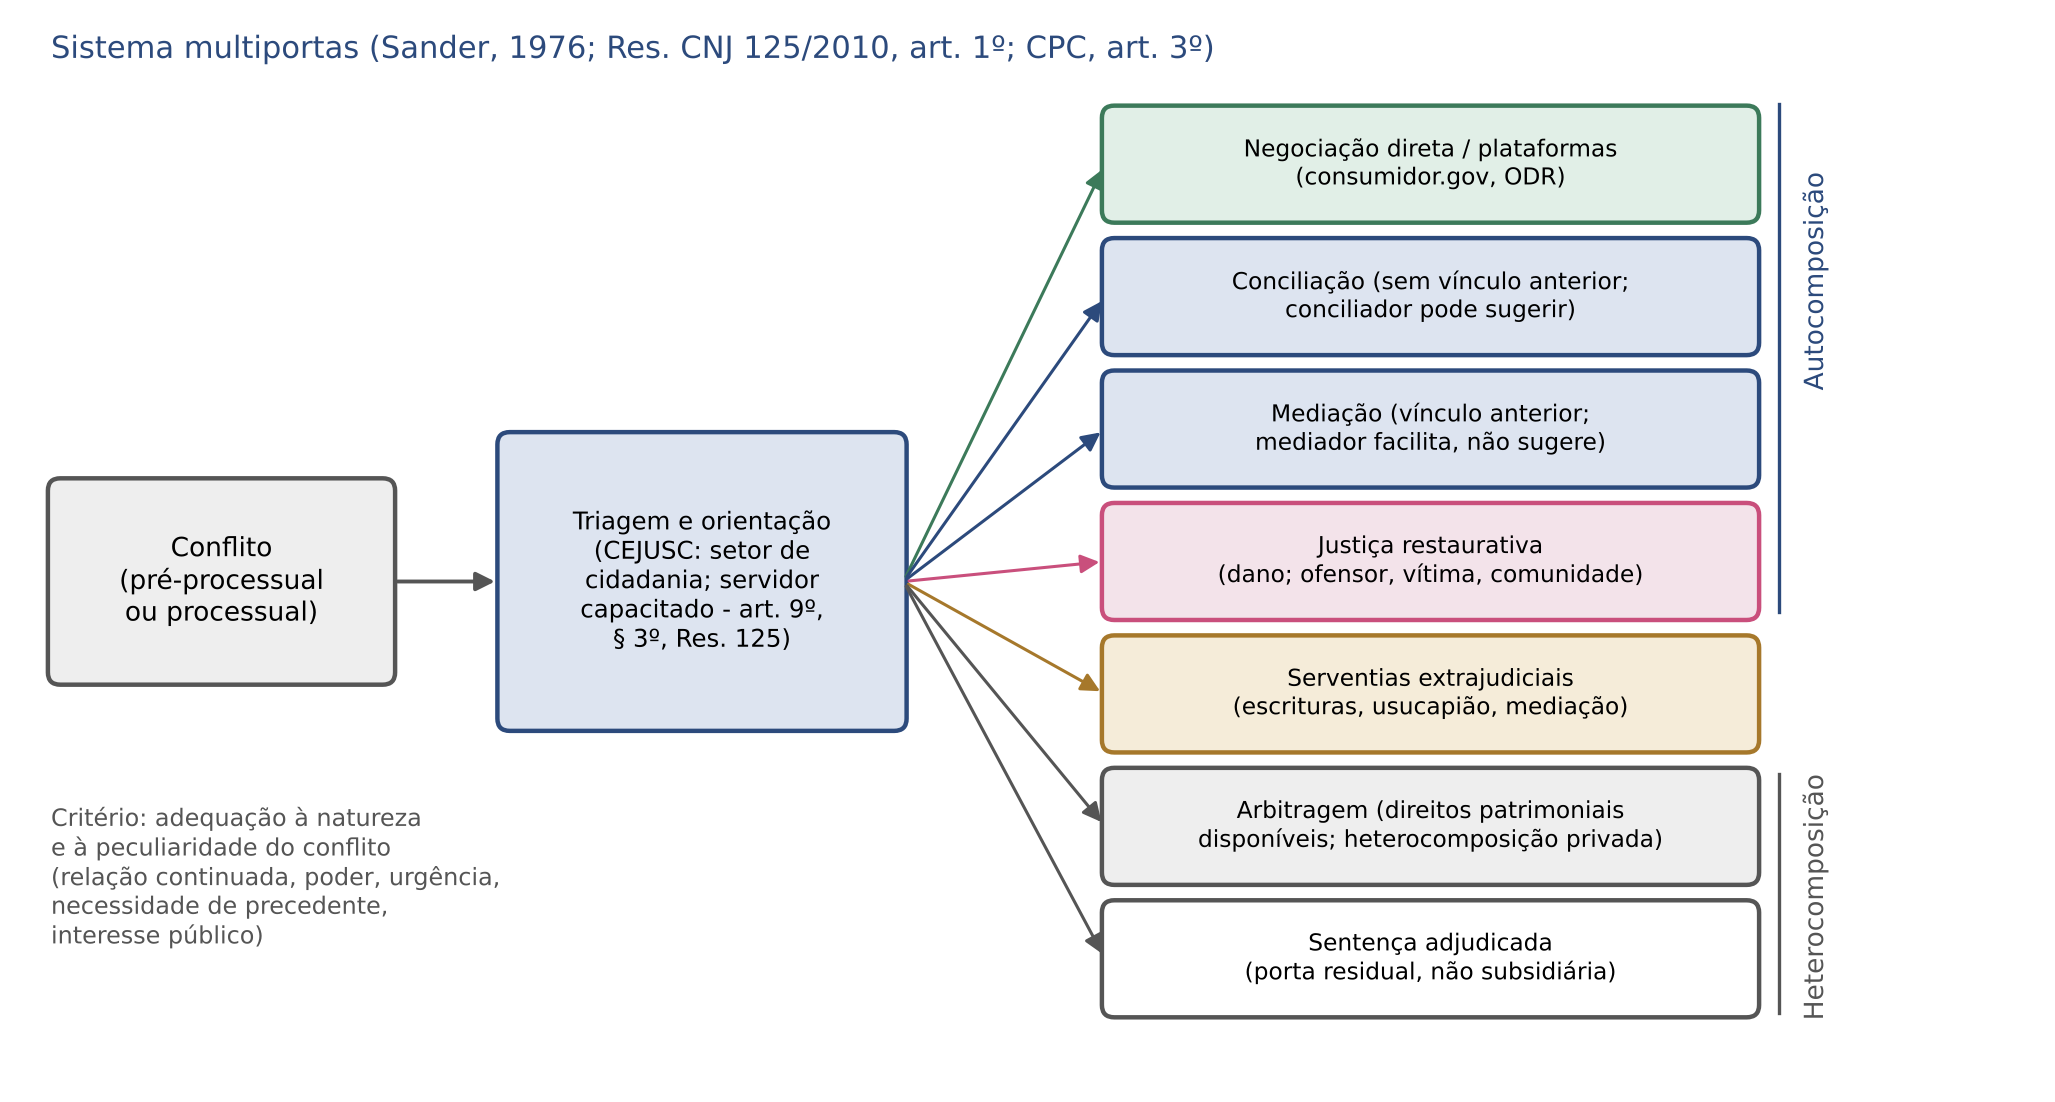 Sistema multiportas (Sander, 1976; Res. CNJ 125/2010, art. 1º; CPC, art. 3º)
Conflito
(pré-processual
ou processual)
Triagem e orientação
(CEJUSC: setor de
cidadania; servidor
capacitado - art. 9º,
§ 3º, Res. 125)
Negociação direta / plataformas
(consumidor.gov, ODR)
Conciliação (sem vínculo anterior;
conciliador pode sugerir)
Mediação (vínculo anterior;
mediador facilita, não sugere)
Justiça restaurativa
(dano; ofensor, vítima, comunidade)
Serventias extrajudiciais
(escrituras, usucapião, mediação)
Arbitragem (direitos patrimoniais
disponíveis; heterocomposição privada)
Sentença adjudicada
(porta residual, não subsidiária)
Autocomposição
Heterocomposição
Critério: adequação à natureza
e à peculiaridade do conflito
(relação continuada, poder, urgência,
necessidade de precedente,
interesse público)